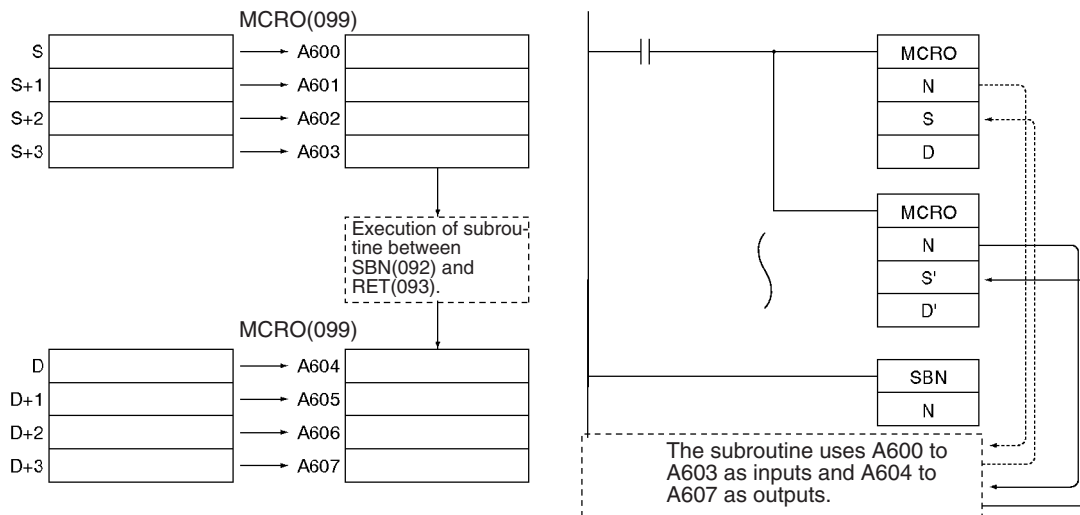 MCRO(099)
S
A600
S+1
A601
S+2
A602
S+3
A603
Execution of subrou-
tine between
SBN(092) and
RET(093).
MCRO(099)
D
A604
D+1
A605
D+2
A606
D+3
A607
MCRO
N
S
D
MCRO
N
S'
D'
SBN
N
The subroutine uses A600 to
A603 as inputs and A604 to
A607 as outputs.